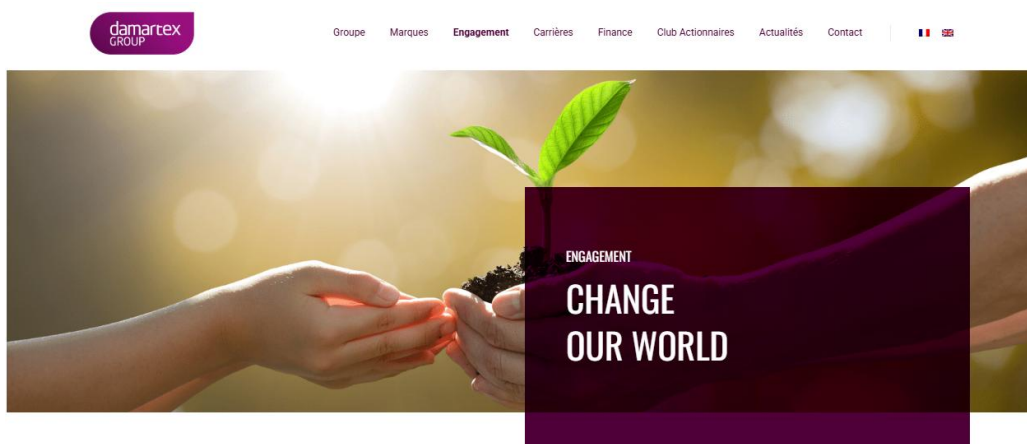 damartex
GROUP
Groupe Marques Engagement Carrières Finance Club Actionnaires Actualités Contact
ENGAGEMENT
CHANGE
OUR WORLD